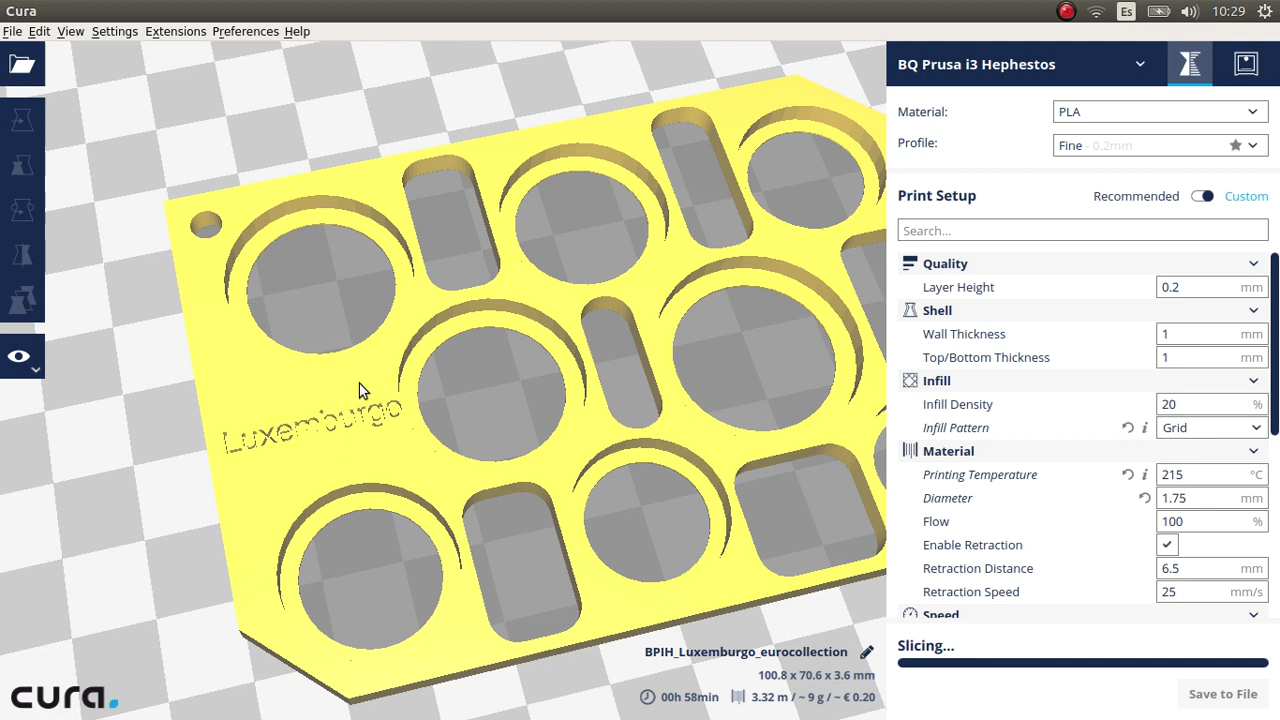 Cura
Es 10:29
File Edit View Settings Extensions Preferences Help
BQ Prusa i3 Hephestos
Material: PLA
Profile: Fine - 0.2mm
Print Setup Recommended Custom
Search...
Quality
Layer Height 0.2 mm
Shell
Wall Thickness 1 mm
Top/Bottom Thickness 1 mm
Infill
Infill Density 20 %
Infill Pattern Grid
Material
Printing Temperature 215 °C
Diameter 1.75 mm
Flow 100 %
Enable Retraction
Retraction Distance 6.5 mm
Retraction Speed 25 mm/s
Speed
Luxemburgo
BPIH_Luxemburgo_eurocollection
100.8 x 70.6 x 3.6 mm
00h 58min 3.32 m / ~ 9 g / ~ € 0.20
Slicing...
Save to File
cura.